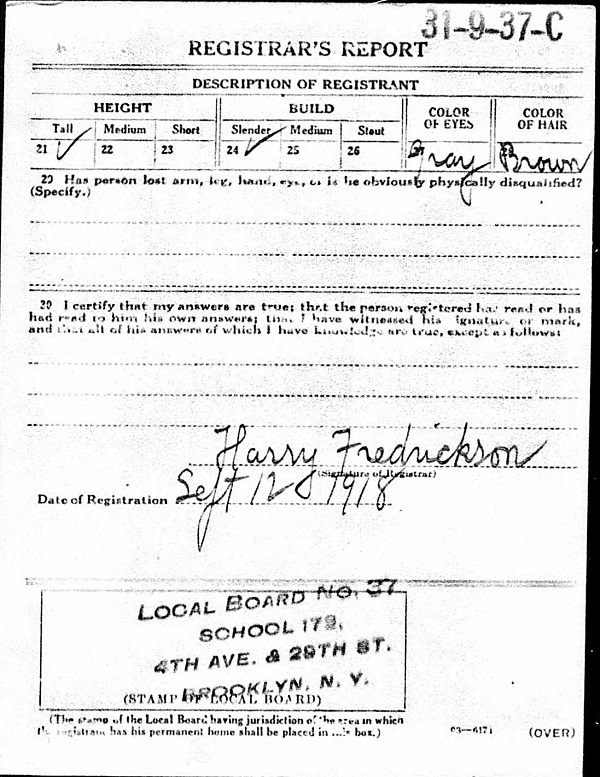 31-9-37-C
REGISTRAR'S REPORT
DESCRIPTION OF REGISTRANT
HEIGHT BUILD COLOR OF EYES COLOR OF HAIR
Tall Medium Short Slender Medium Stout
21 ✓ 22 23 24 ✓ 25 26 27 Gray 28 Brown
29 Has person lost arm, leg, hand, eye, or is he obviously physically disqualified?
(Specify.)
30 I certify that my answers are true; that the person registered has read or has
had read to him his own answers; that I have witnessed his signature or mark,
and that all of his answers of which I have knowledge are true, except as follows:
Harry Fredrickson
(Signature of Registrar)
Date of Registration Sept 12 1918
LOCAL BOARD NO. 37
SCHOOL 172,
4TH AVE. & 29TH ST.
BROOKLYN, N. Y.
(STAMP OF LOCAL BOARD)
(The stamp of the Local Board having jurisdiction of the area in which
the registrant has his permanent home shall be placed in this box.)
03—6171 (OVER)